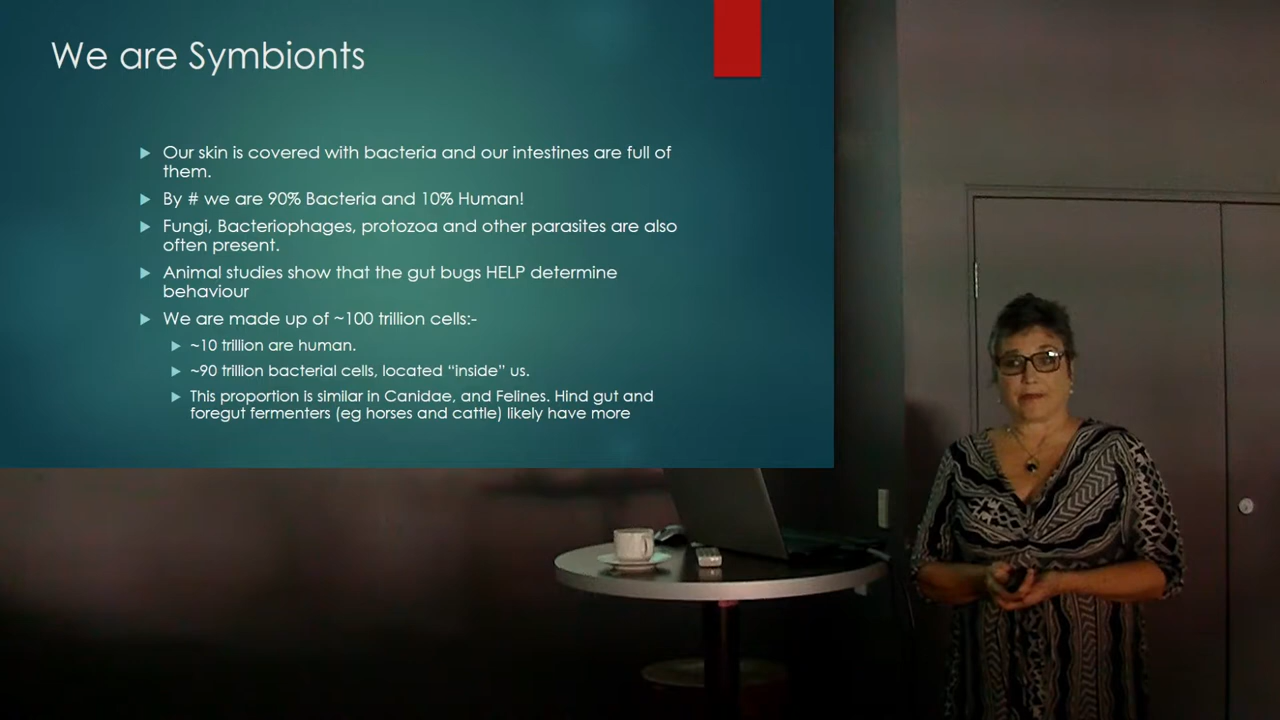 We are Symbionts
Our skin is covered with bacteria and our intestines are full of
them.
By # we are 90% Bacteria and 10% Human!
Fungi, Bacteriophages, protozoa and other parasites are also
often present.
Animal studies show that the gut bugs HELP determine
behaviour
We are made up of ~100 trillion cells:-
~10 trillion are human.
~90 trillion bacterial cells, located “inside” us.
This proportion is similar in Canidae, and Felines. Hind gut and
foregut fermenters (eg horses and cattle) likely have more